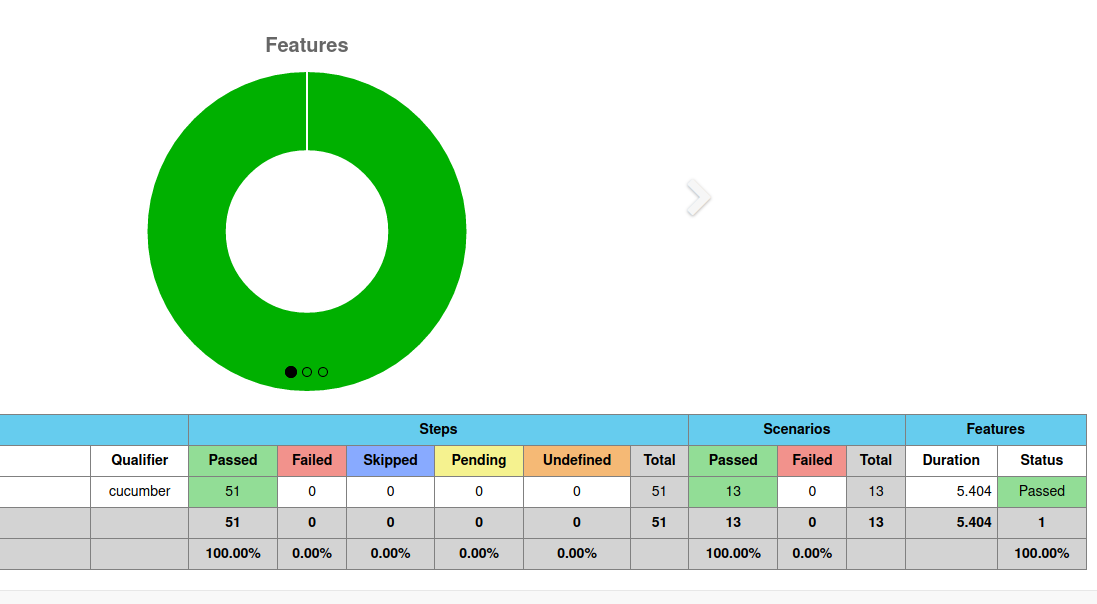 Features
Steps Scenarios Features
Qualifier Passed Failed Skipped Pending Undefined Total Passed Failed Total Duration Status
cucumber 51 0 0 0 0 51 13 0 13 5.404 Passed
51 0 0 0 0 51 13 0 13 5.404 1
100.00% 0.00% 0.00% 0.00% 0.00% 100.00% 0.00% 100.00%